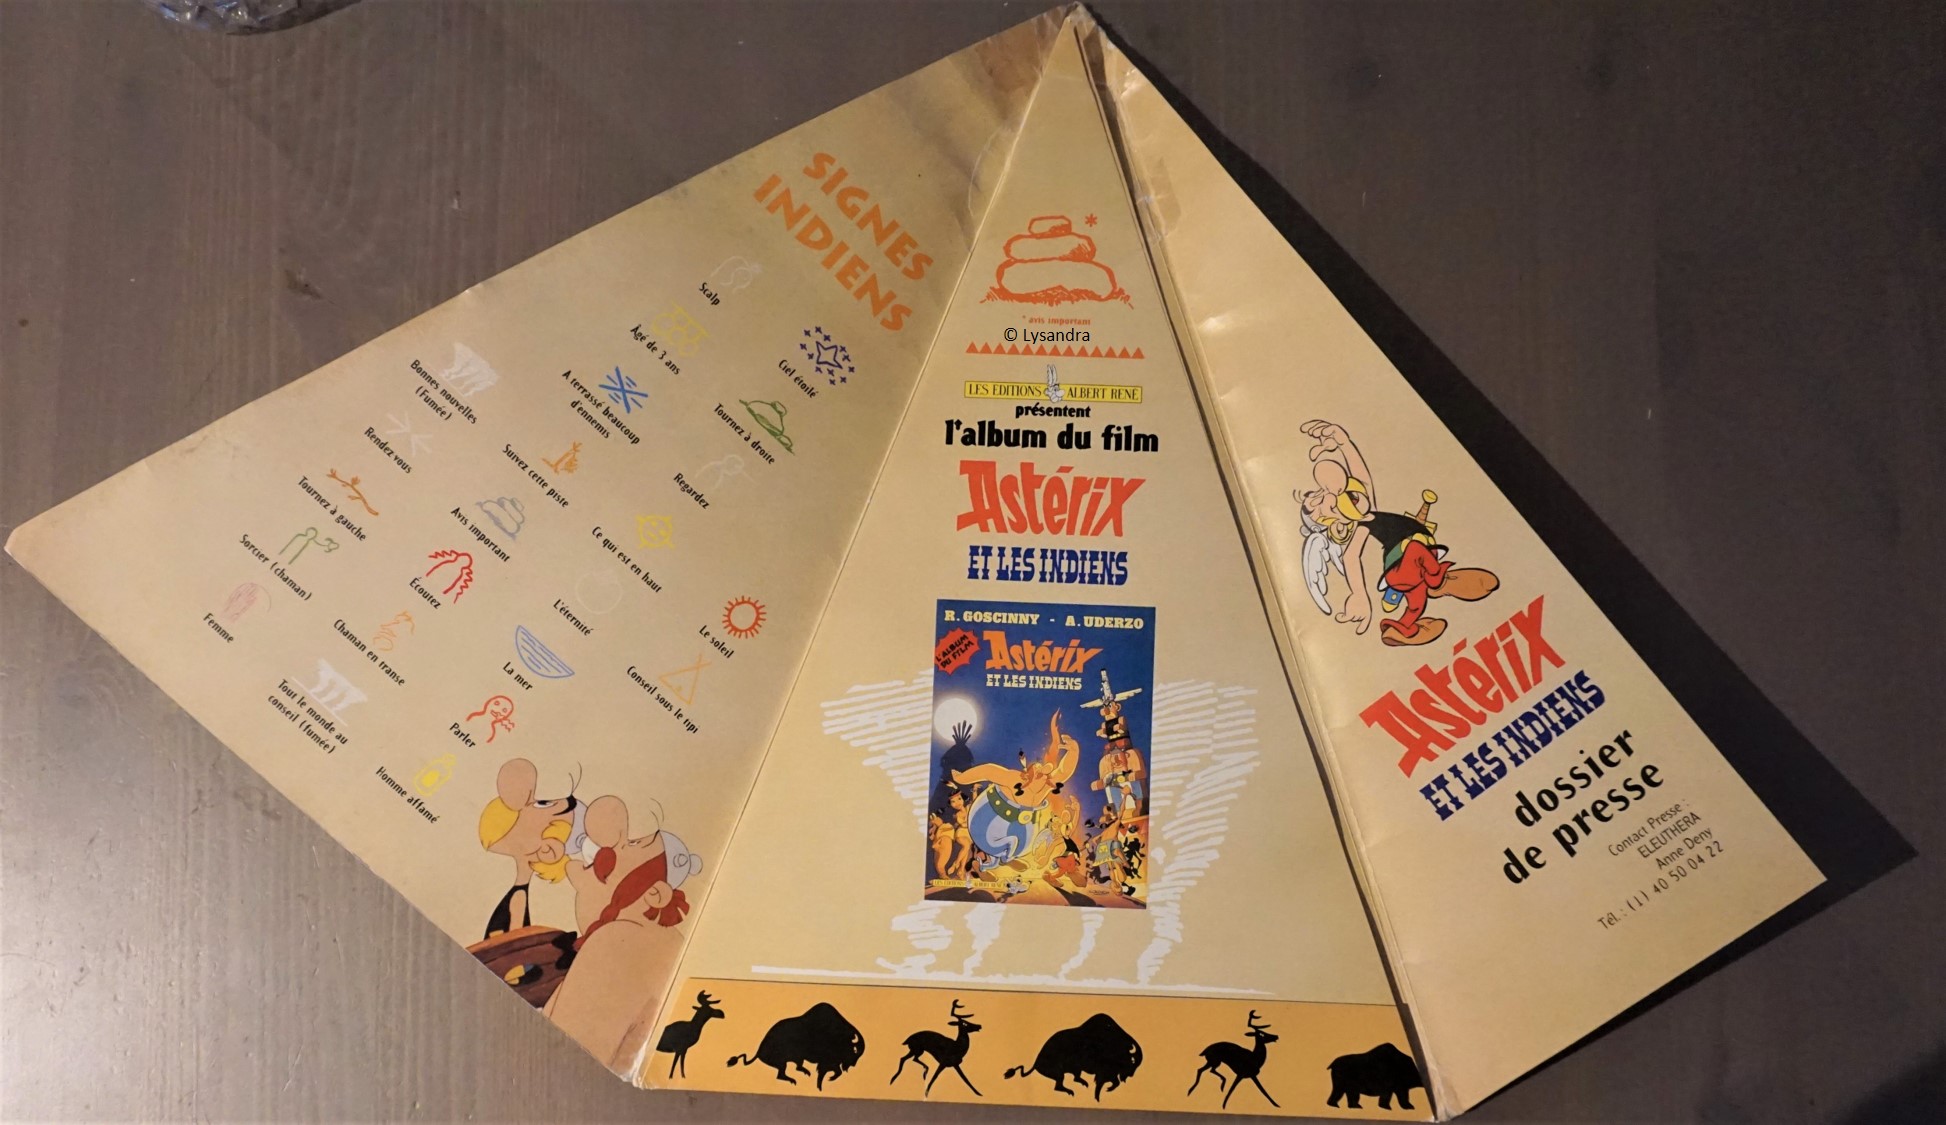 SIGNES
INDIENS
Scalp
Âgé de 3 ans
Ciel étoilé
Bonnes nouvelles
(Fumée)
A terrassé beaucoup
d'ennemis
Tournez à droite
Rendez vous
Suivez cette piste
Regardez
Tournez à gauche
Avis important
Ce qui est en haut
Sorcier (chaman)
Écoutez
L'éternité
Le soleil
Femme
Chaman en transe
La mer
Conseil sous le tipi
Tout le monde au
conseil (fumée)
Parler
Homme affamé
*
* avis important
© Lysandra
LES EDITIONS ALBERT RENÉ
présentent
l'album du film
Astérix
ET LES INDIENS
R. GOSCINNY - A. UDERZO
L'ALBUM
DU FILM
Astérix
ET LES INDIENS
LES EDITIONS ALBERT RENÉ
Astérix
ET LES INDIENS
dossier
de presse
Contact Presse :
ELEUTHERA
Anne Deny
Tél. : (1) 40 50 04 22